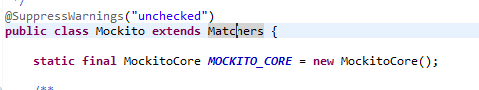 */
@SuppressWarnings("unchecked")
public class Mockito extends Matchers {
static final MockitoCore MOCKITO_CORE = new MockitoCore();
/**